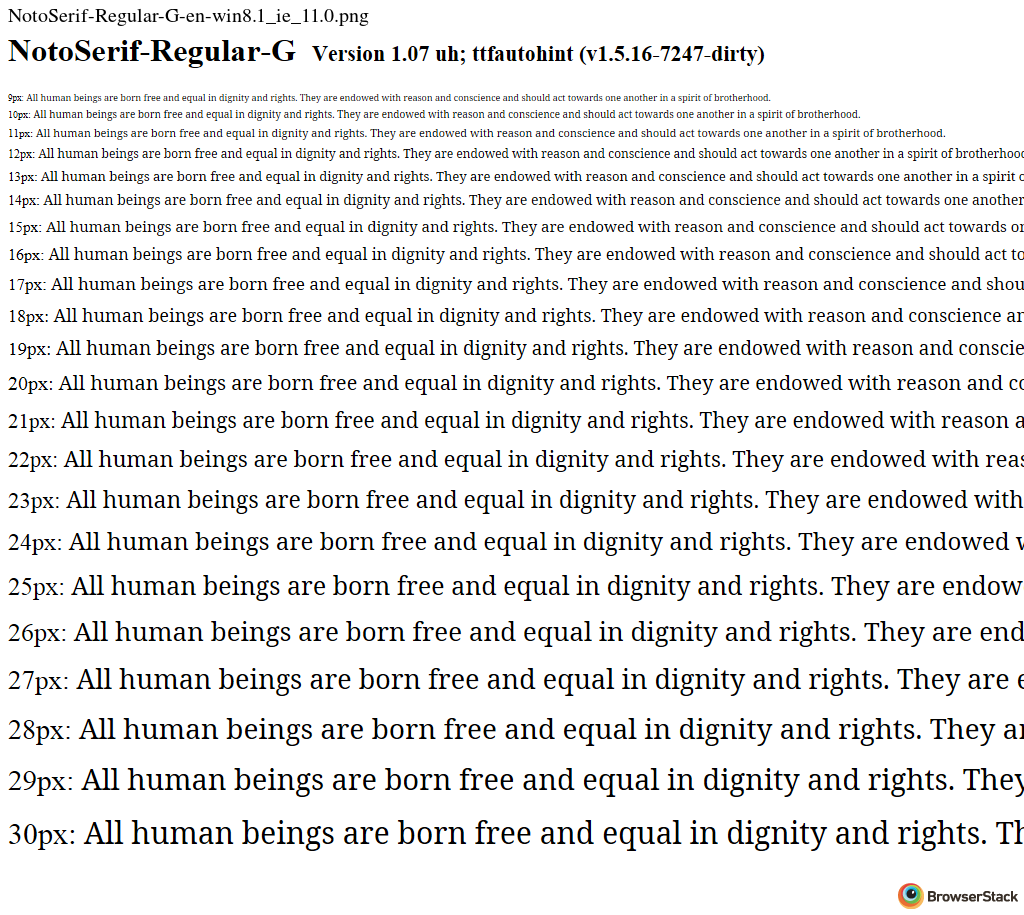 NotoSerif-Regular-G-en-win8.1_ie_11.0.png
NotoSerif-Regular-G Version 1.07 uh; ttfautohint (v1.5.16-7247-dirty)
9px: All human beings are born free and equal in dignity and rights. They are endowed with reason and conscience and should act towards one another in a spirit of brotherhood.
10px: All human beings are born free and equal in dignity and rights. They are endowed with reason and conscience and should act towards one another in a spirit of brotherhood.
11px: All human beings are born free and equal in dignity and rights. They are endowed with reason and conscience and should act towards one another in a spirit of brotherhood.
12px: All human beings are born free and equal in dignity and rights. They are endowed with reason and conscience and should act towards one another in a spirit of brotherhood
13px: All human beings are born free and equal in dignity and rights. They are endowed with reason and conscience and should act towards one another in a spirit o
14px: All human beings are born free and equal in dignity and rights. They are endowed with reason and conscience and should act towards one another
15px: All human beings are born free and equal in dignity and rights. They are endowed with reason and conscience and should act towards or
16px: All human beings are born free and equal in dignity and rights. They are endowed with reason and conscience and should act to
17px: All human beings are born free and equal in dignity and rights. They are endowed with reason and conscience and shou
18px: All human beings are born free and equal in dignity and rights. They are endowed with reason and conscience ar
19px: All human beings are born free and equal in dignity and rights. They are endowed with reason and conscie
20px: All human beings are born free and equal in dignity and rights. They are endowed with reason and co
21px: All human beings are born free and equal in dignity and rights. They are endowed with reason a
22px: All human beings are born free and equal in dignity and rights. They are endowed with reas
23px: All human beings are born free and equal in dignity and rights. They are endowed with
24px: All human beings are born free and equal in dignity and rights. They are endowed
25px: All human beings are born free and equal in dignity and rights. They are endow
26px: All human beings are born free and equal in dignity and rights. They are end
27px: All human beings are born free and equal in dignity and rights. They are e
28px: All human beings are born free and equal in dignity and rights. They ar
29px: All human beings are born free and equal in dignity and rights. They
30px: All human beings are born free and equal in dignity and rights. Th
BrowserStack